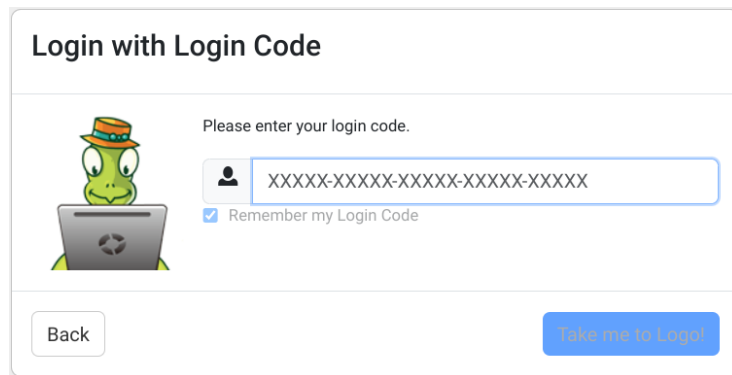 Login with Login Code
Please enter your login code.
XXXXX-XXXXX-XXXXX-XXXXX-XXXXX
Remember my Login Code
Back
Take me to Logo!